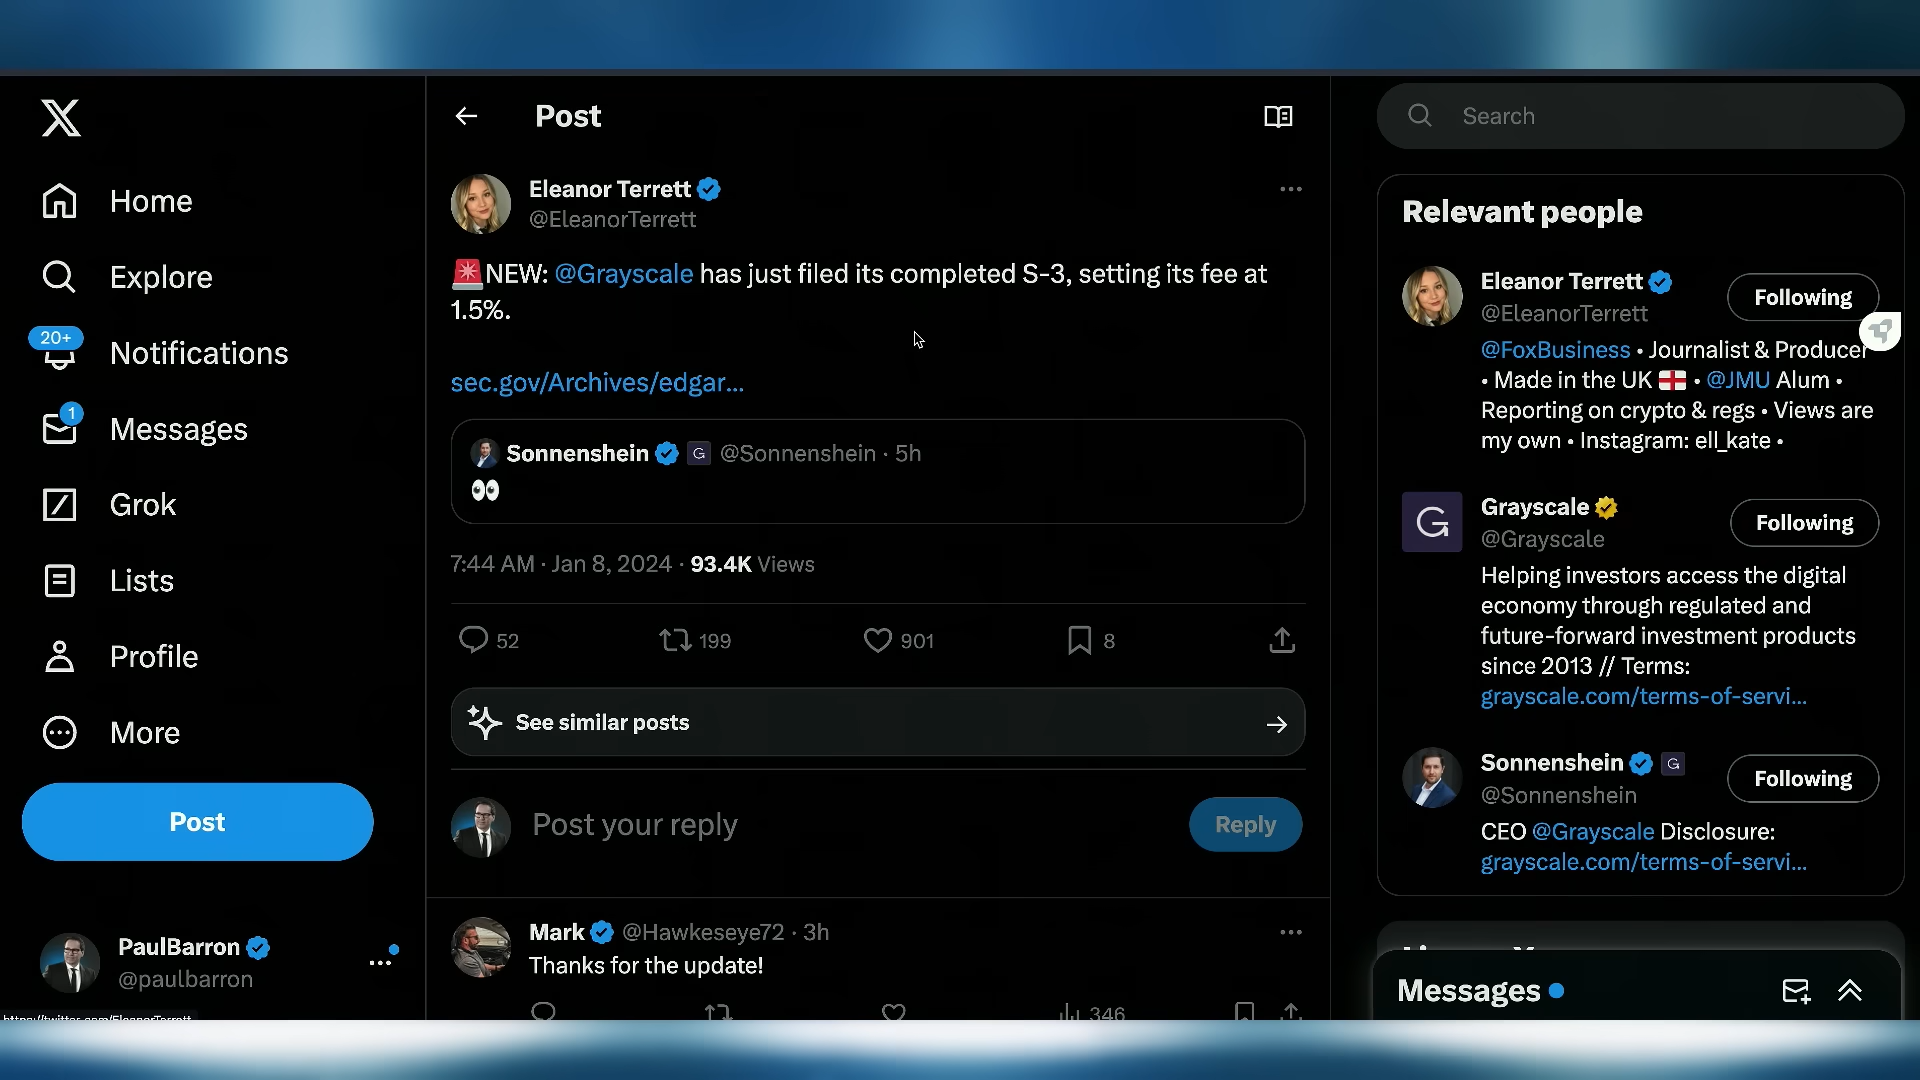 Home
Explore
20+
Notifications
1
Messages
Grok
Lists
Profile
More
Post
PaulBarron
@paulbarron
https://twitter.com/EleanorTerrett
Post
Eleanor Terrett
@EleanorTerrett
🚨NEW: @Grayscale has just filed its completed S-3, setting its fee at
1.5%.
sec.gov/Archives/edgar...
Sonnenshein G @Sonnenshein · 5h
👀
7:44 AM · Jan 8, 2024 · 93.4K Views
52 199 901 8
See similar posts
Post your reply
Reply
Mark @Hawkeseye72 · 3h
Thanks for the update!
346
Search
Relevant people
Eleanor Terrett
@EleanorTerrett
Following
@FoxBusiness • Journalist & Producer
• Made in the UK 🏴󠁧󠁢󠁥󠁮󠁧󠁿 • @JMU Alum •
Reporting on crypto & regs • Views are
my own • Instagram: ell_kate •
G
Grayscale
@Grayscale
Following
Helping investors access the digital
economy through regulated and
future-forward investment products
since 2013 // Terms:
grayscale.com/terms-of-servi...
Sonnenshein G
@Sonnenshein
Following
CEO @Grayscale Disclosure:
grayscale.com/terms-of-servi...
Messages